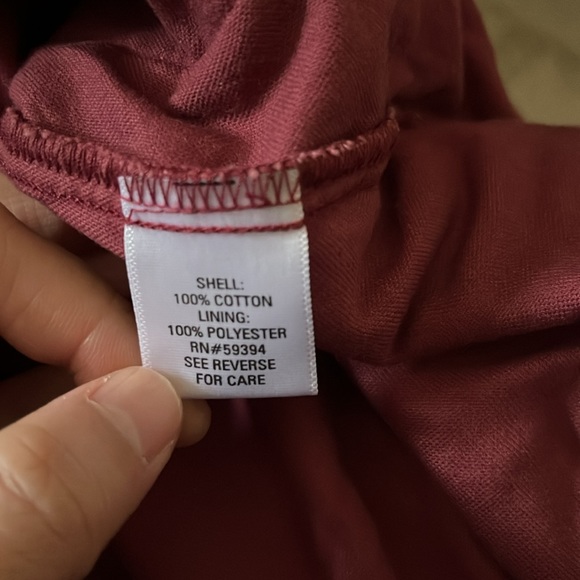 SHELL:
100% COTTON
LINING:
100% POLYESTER
RN#59394
SEE REVERSE
FOR CARE